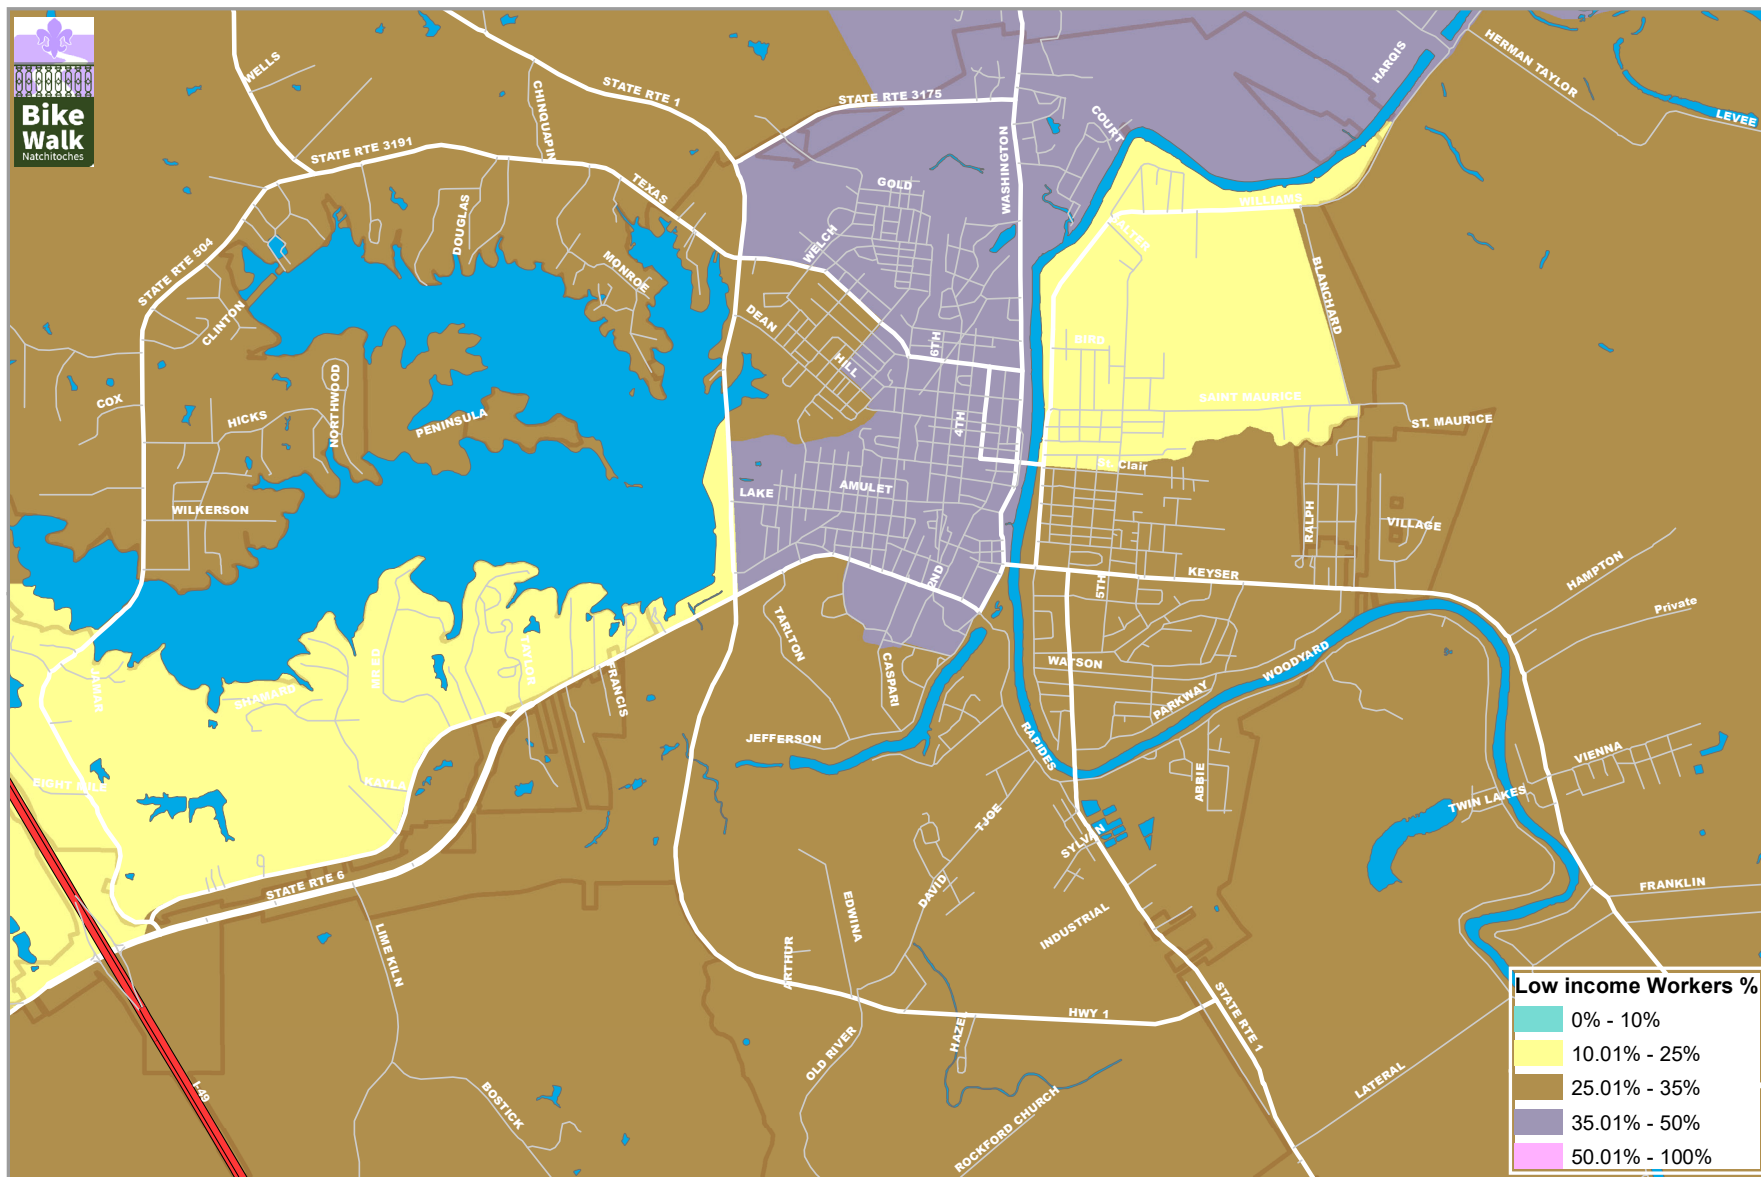 Bike
Walk
Natchitoches
WELLS
CHINQUAPIN
STATE RTE 1
STATE RTE 3175
STATE RTE 3191
TEXAS
DOUGLAS
MONROE
STATE RTE 504
CLINTON
GOLD
WELCH
WASHINGTON
COURT
HARGIS
HERMAN TAYLOR
LEVEE
WILLIAMS
BLANCHARD
DEAN
HILL
6TH
BIRD
COX
HICKS
NORTHWOOD
PENINSULA
4TH
SAINT MAURICE
ST. MAURICE
St. Clair
LAKE
AMULET
WILKERSON
RALPH
VILLAGE
2ND
5TH
KEYSER
HAMPTON
Private
TARLTON
CASPARI
WATSON
WOODYARD
PARKWAY
MR ED
TAYLOR
FRANCIS
SHAMARD
JEFFERSON
RAPIDES
ABBIE
VIENNA
TWIN LAKES
EIGHT MILE
KAYLA
TJOE
SYLVAN
DAVID
STATE RTE 6
EDWINA
ARTHUR
INDUSTRIAL
FRANKLIN
LIME KILN
HWY 1
STATE RTE 1
HAZEL
OLD RIVER
I-49
BOSTICK
ROCKFORD CHURCH
LATERAL
Low income Workers %
0% - 10%
10.01% - 25%
25.01% - 35%
35.01% - 50%
50.01% - 100%